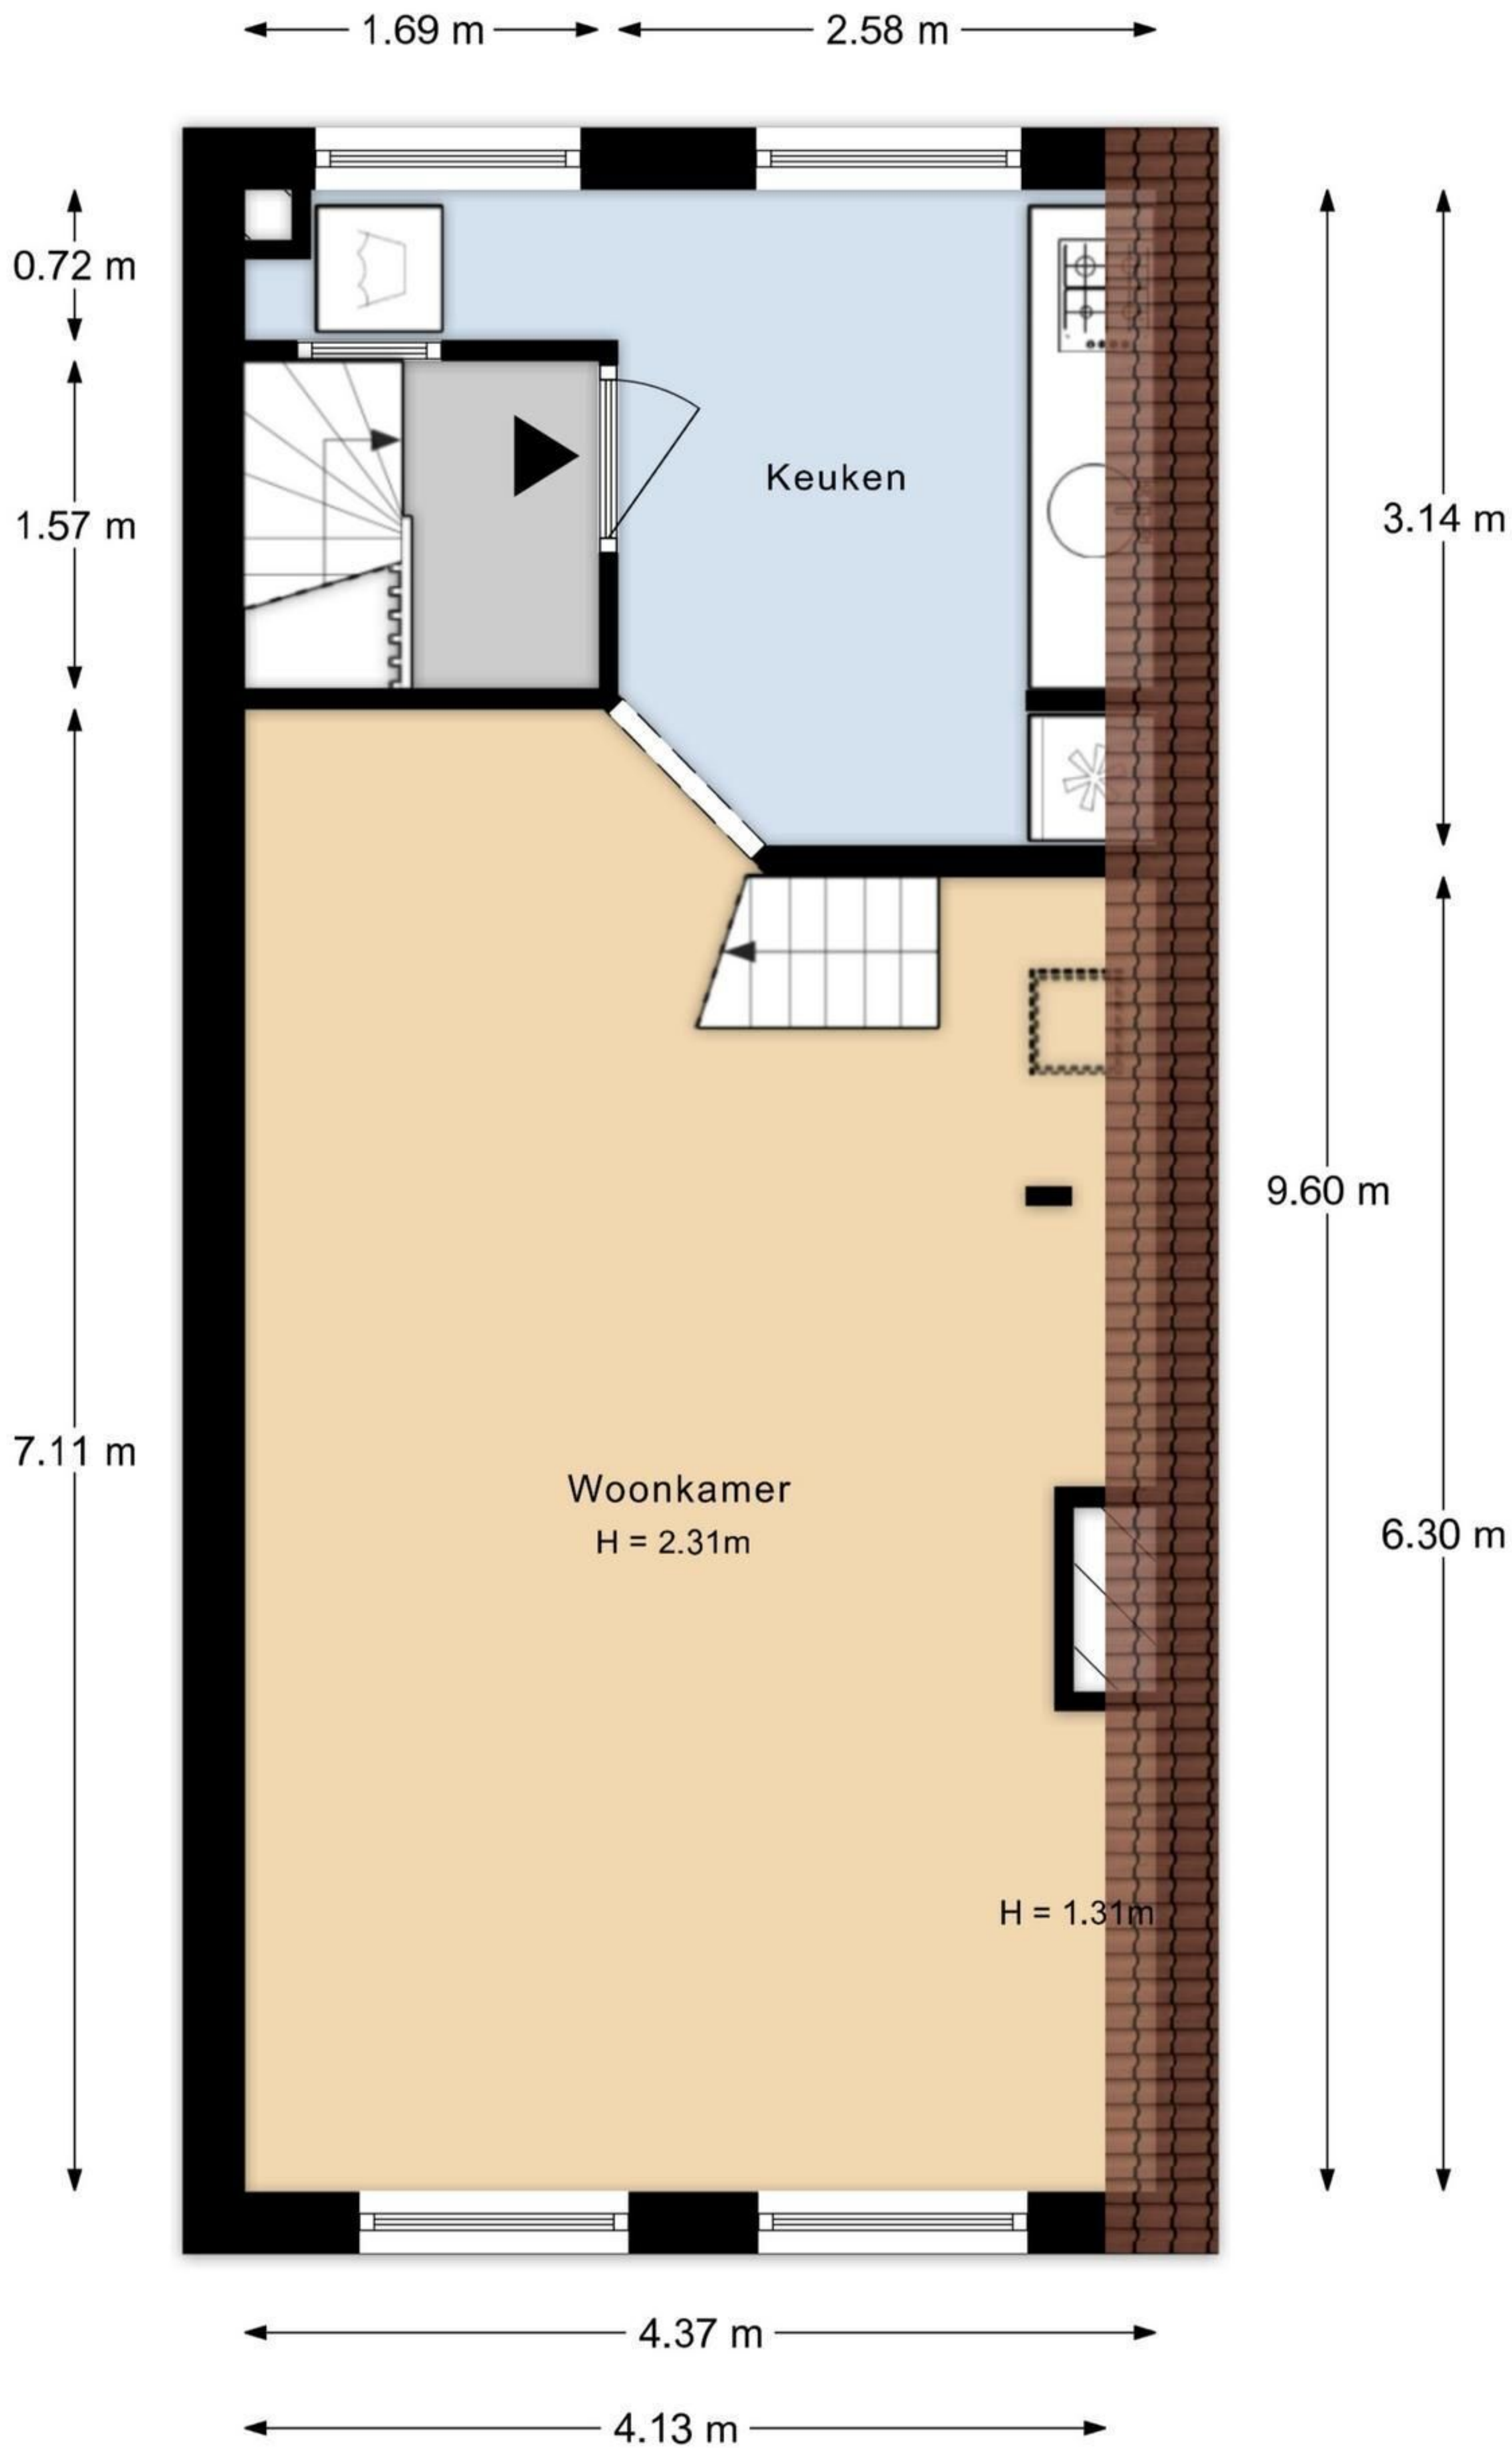 1.69 m
2.58 m
0.72 m
1.57 m
Keuken
3.14 m
9.60 m
7.11 m
Woonkamer
H = 2.31m
6.30 m
H = 1.31m
4.37 m
4.13 m